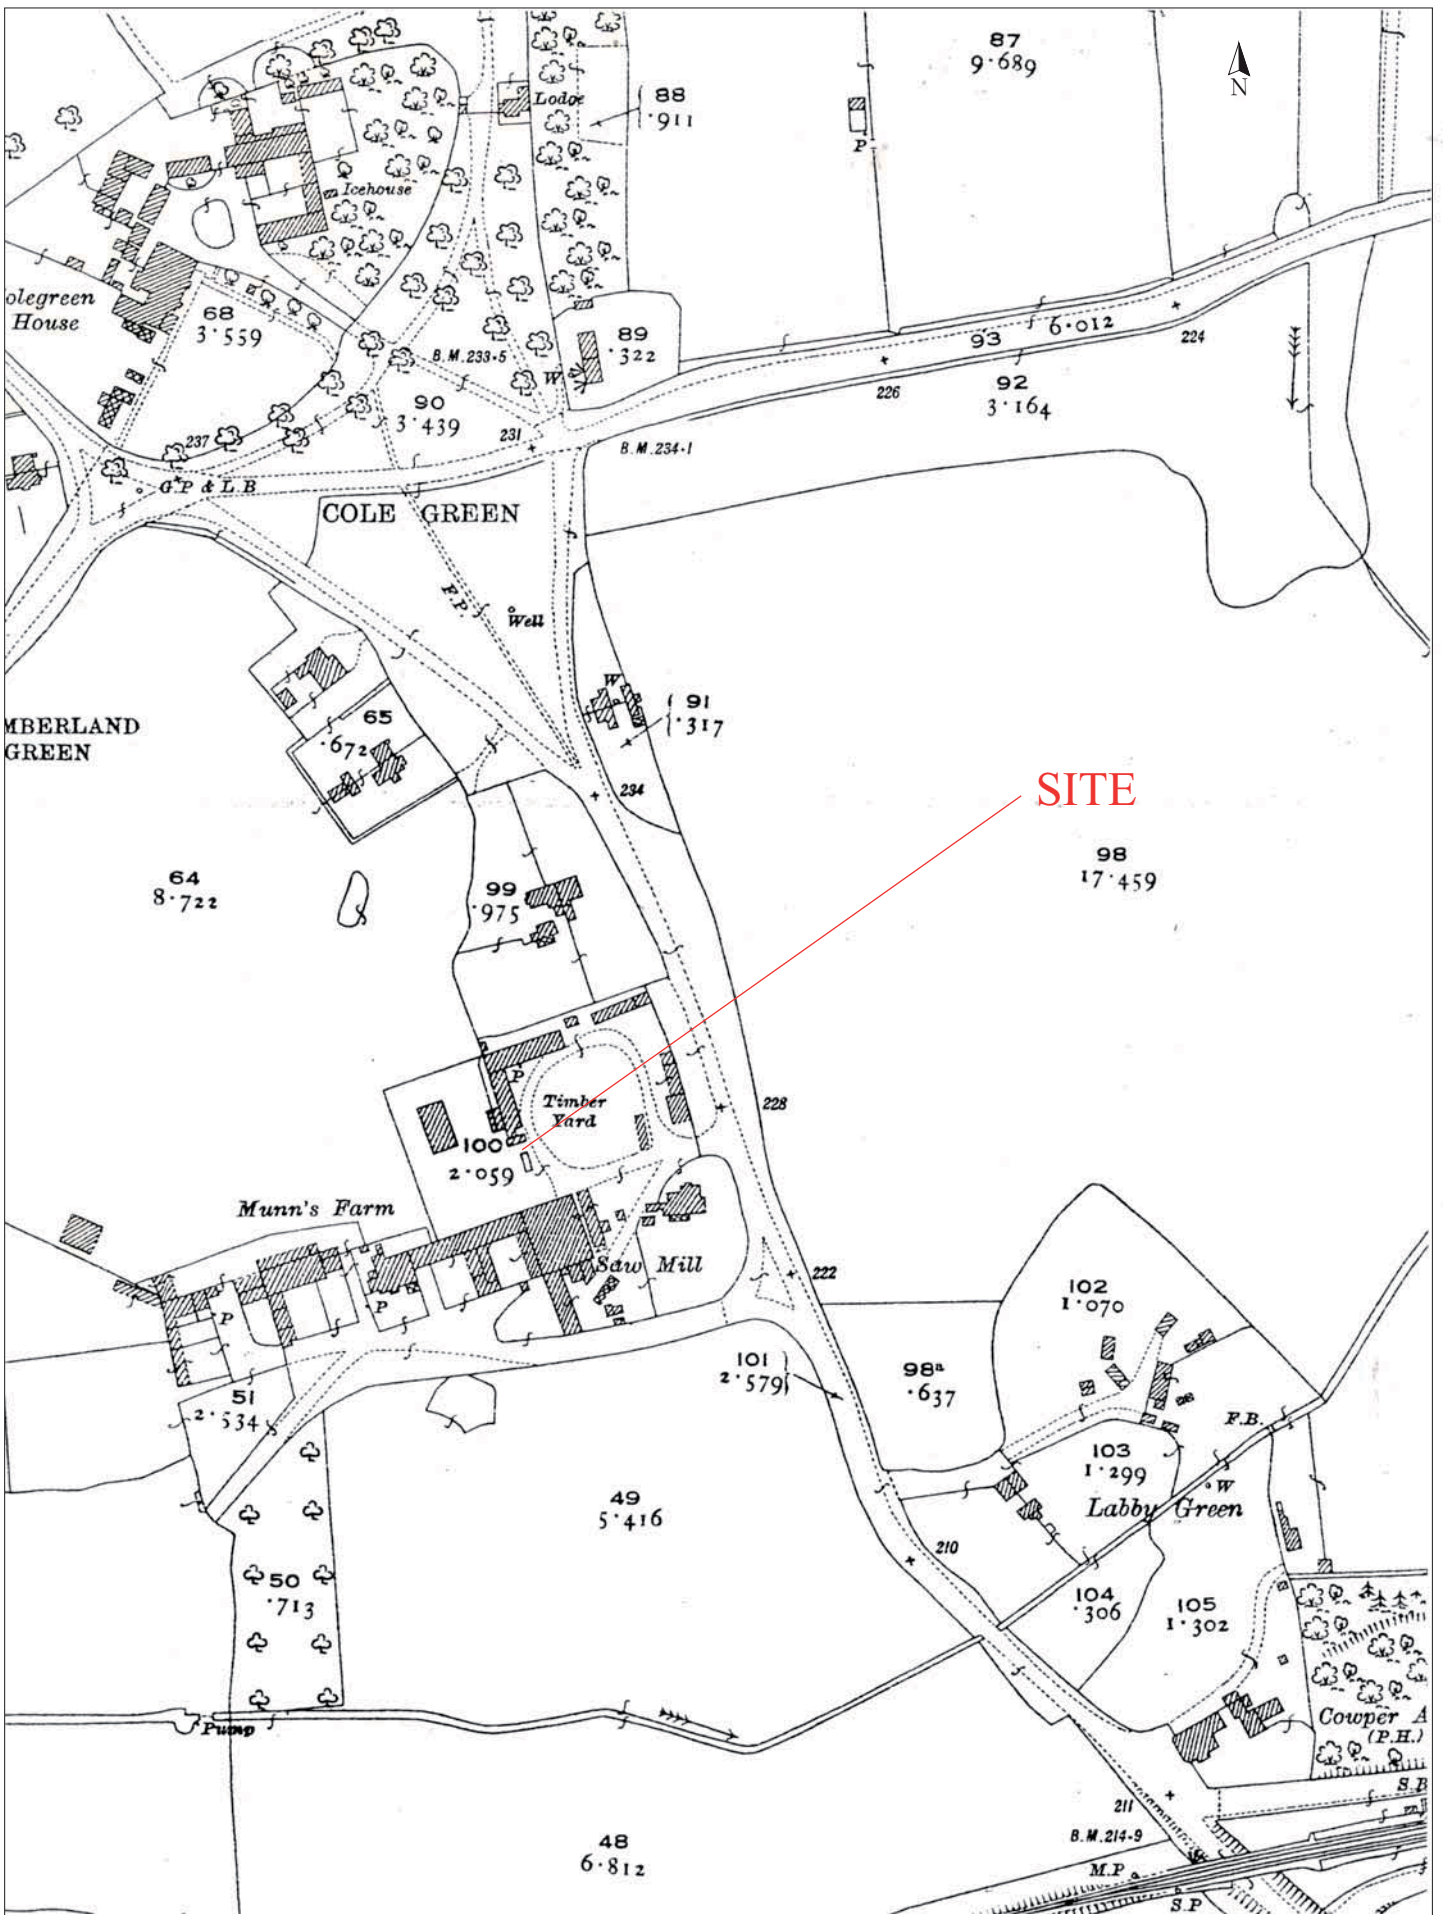 87
9·689
N
88
·911
Lodge
P
Icehouse
olegreen
House
68
3·559
89
·322
W
B.M.233·5
93
6·012
224
226
92
3·164
90
3·439
231
B.M.234·1
237
G.P & L.B
COLE GREEN
F.P.
Well
W
91
·317
65
·672
MBERLAND
GREEN
234
SITE
64
8·722
98
17·459
99
·975
P
Timber
Yard
228
100
2·059
Munn's Farm
Saw Mill
222
P
P
102
1·070
101
2·579
98a
·637
51
2·534
F.B.
103
1·299
W
Labby Green
49
5·416
210
50
·713
104
·306
105
1·302
Pump
Cowper A
(P.H.)
S.B
211
B.M.214·9
48
6·812
M.P
S.P